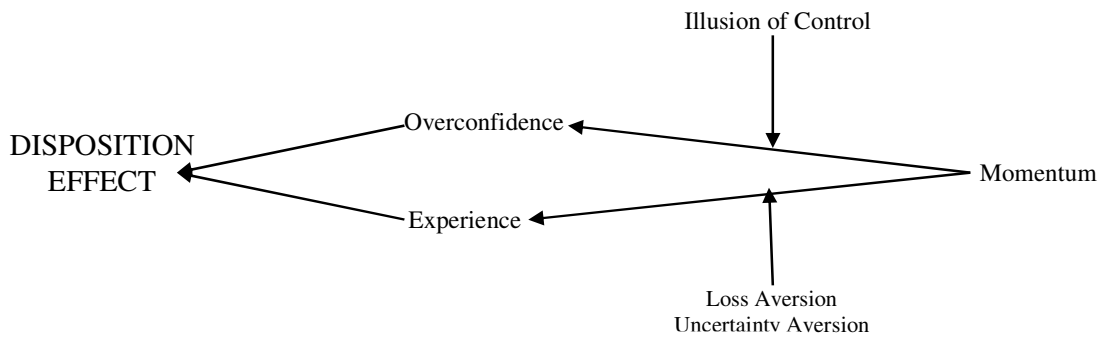 Illusion of Control
Overconfidence
DISPOSITION
EFFECT
Momentum
Experience
Loss Aversion
Uncertainty Aversion